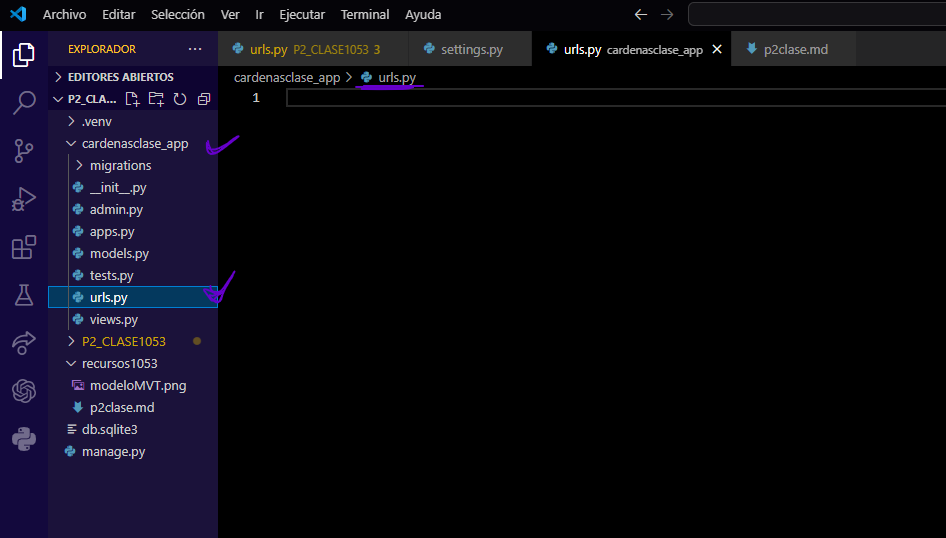 Archivo Editar Selección Ver Ir Ejecutar Terminal Ayuda
EXPLORADOR
urls.py P2_CLASE1053 3
settings.py
urls.py cardenasclase_app
p2clase.md
EDITORES ABIERTOS
cardenasclase_app > urls.py
P2_CLA...
1
.venv
cardenasclase_app
migrations
__init__.py
admin.py
apps.py
models.py
tests.py
urls.py
views.py
P2_CLASE1053
recursos1053
modeloMVT.png
p2clase.md
db.sqlite3
manage.py